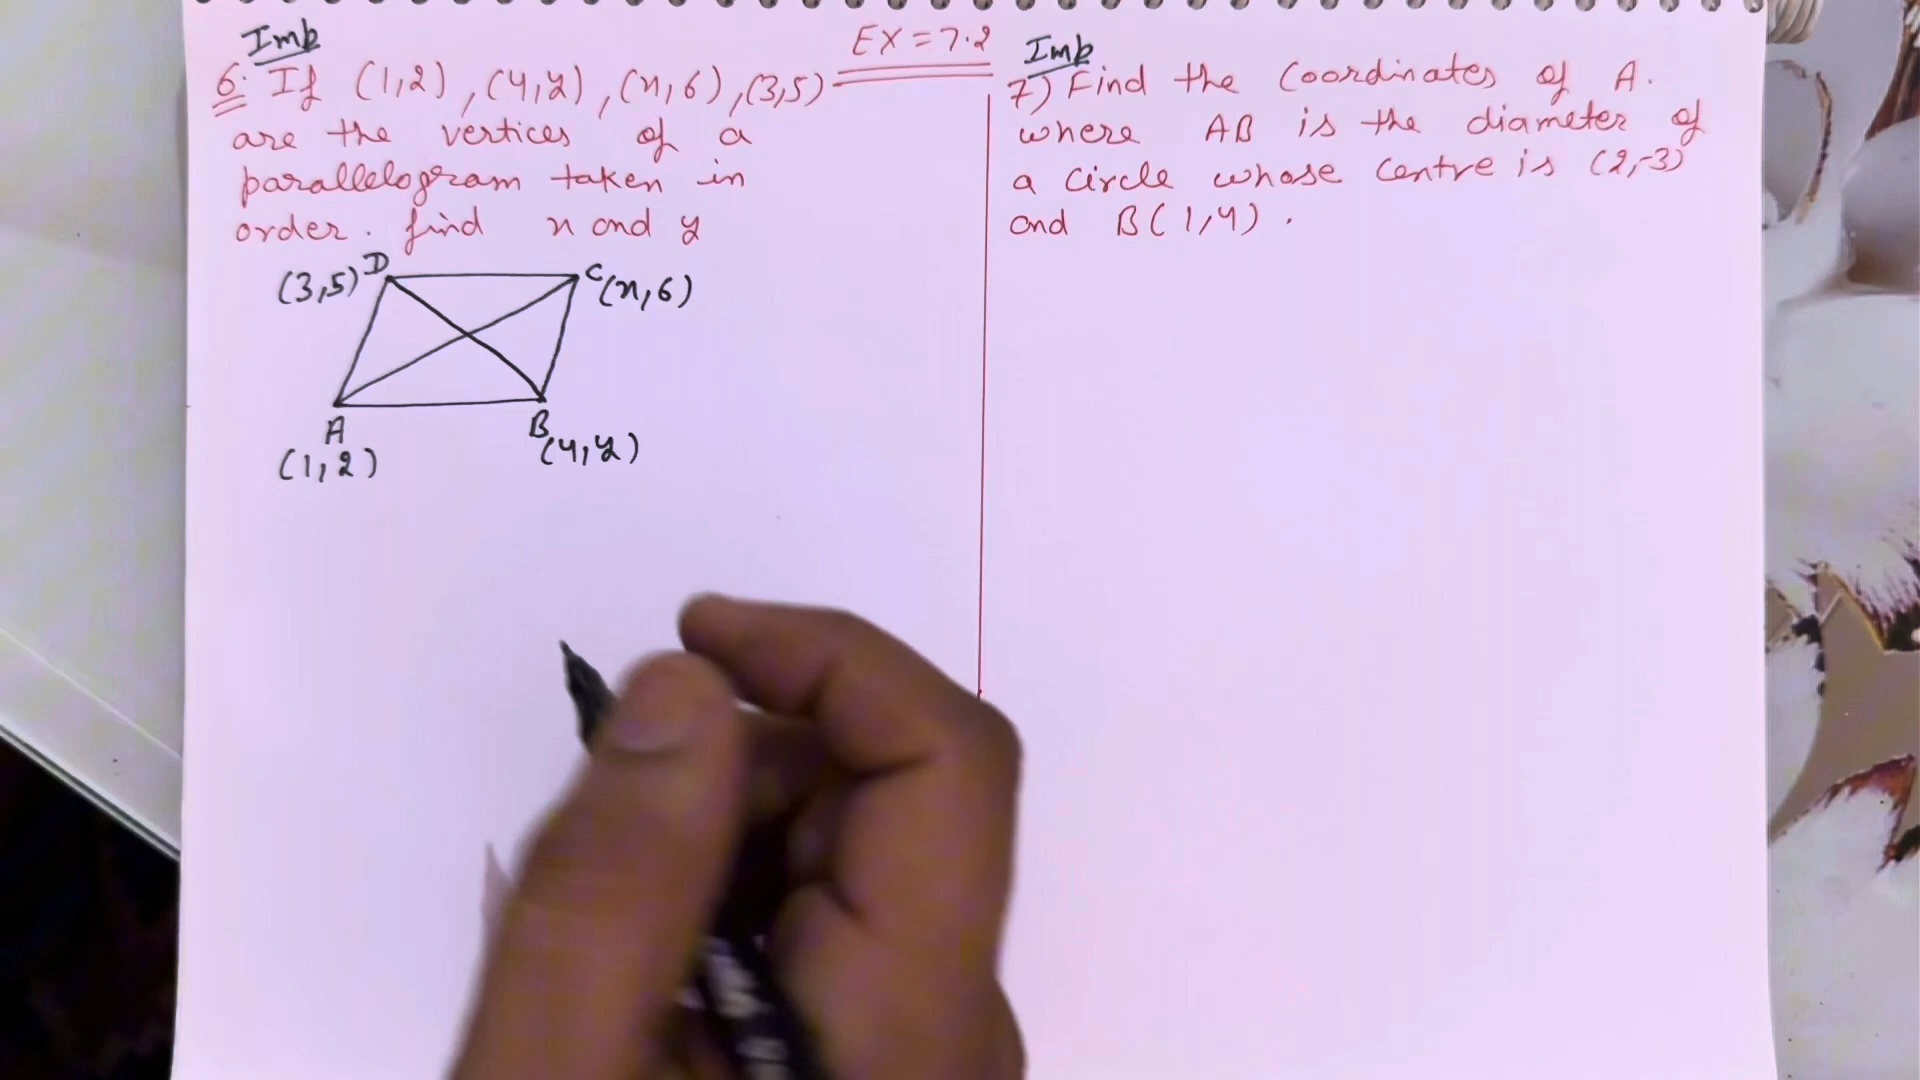 Imp
EX = 7.2
6. If (1,2), (4,y), (x,6), (3,5)
are the vertices of a
parallelogram taken in
order. find x and y
D
(3,5)
C
(x,6)
A
(1,2)
B
(4,y)
Imp
7) Find the Coordinates of A.
where AB is the diameter of
a circle whose centre is (2,-3)
and B(1,4).